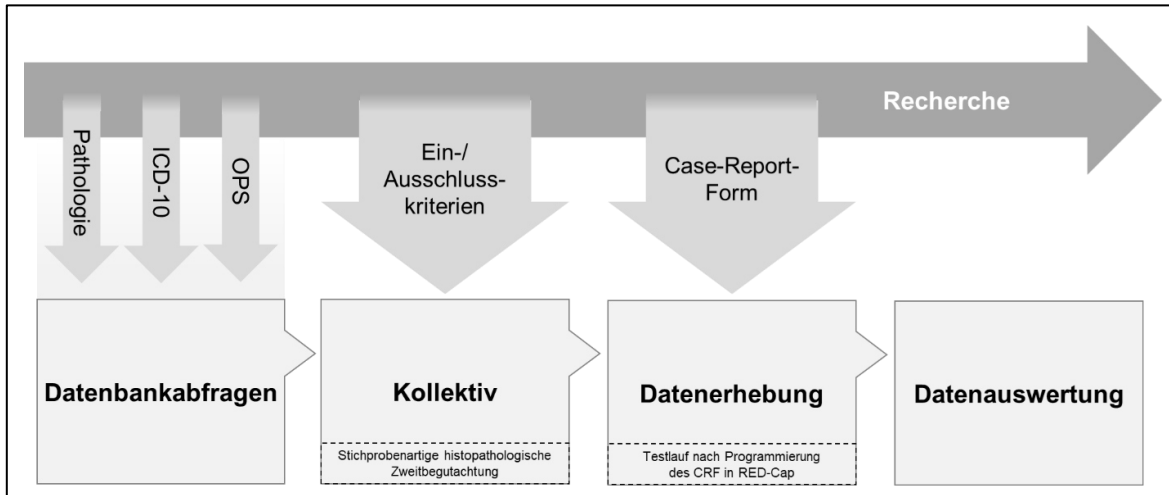 Recherche
Pathologie
ICD-10
OPS
Ein-/
Ausschluss-
kriterien
Case-Report-
Form
Datenbankabfragen
Kollektiv
Stichprobenartige histopathologische
Zweitbegutachtung
Datenerhebung
Testlauf nach Programmierung
des CRF in RED-Cap
Datenauswertung